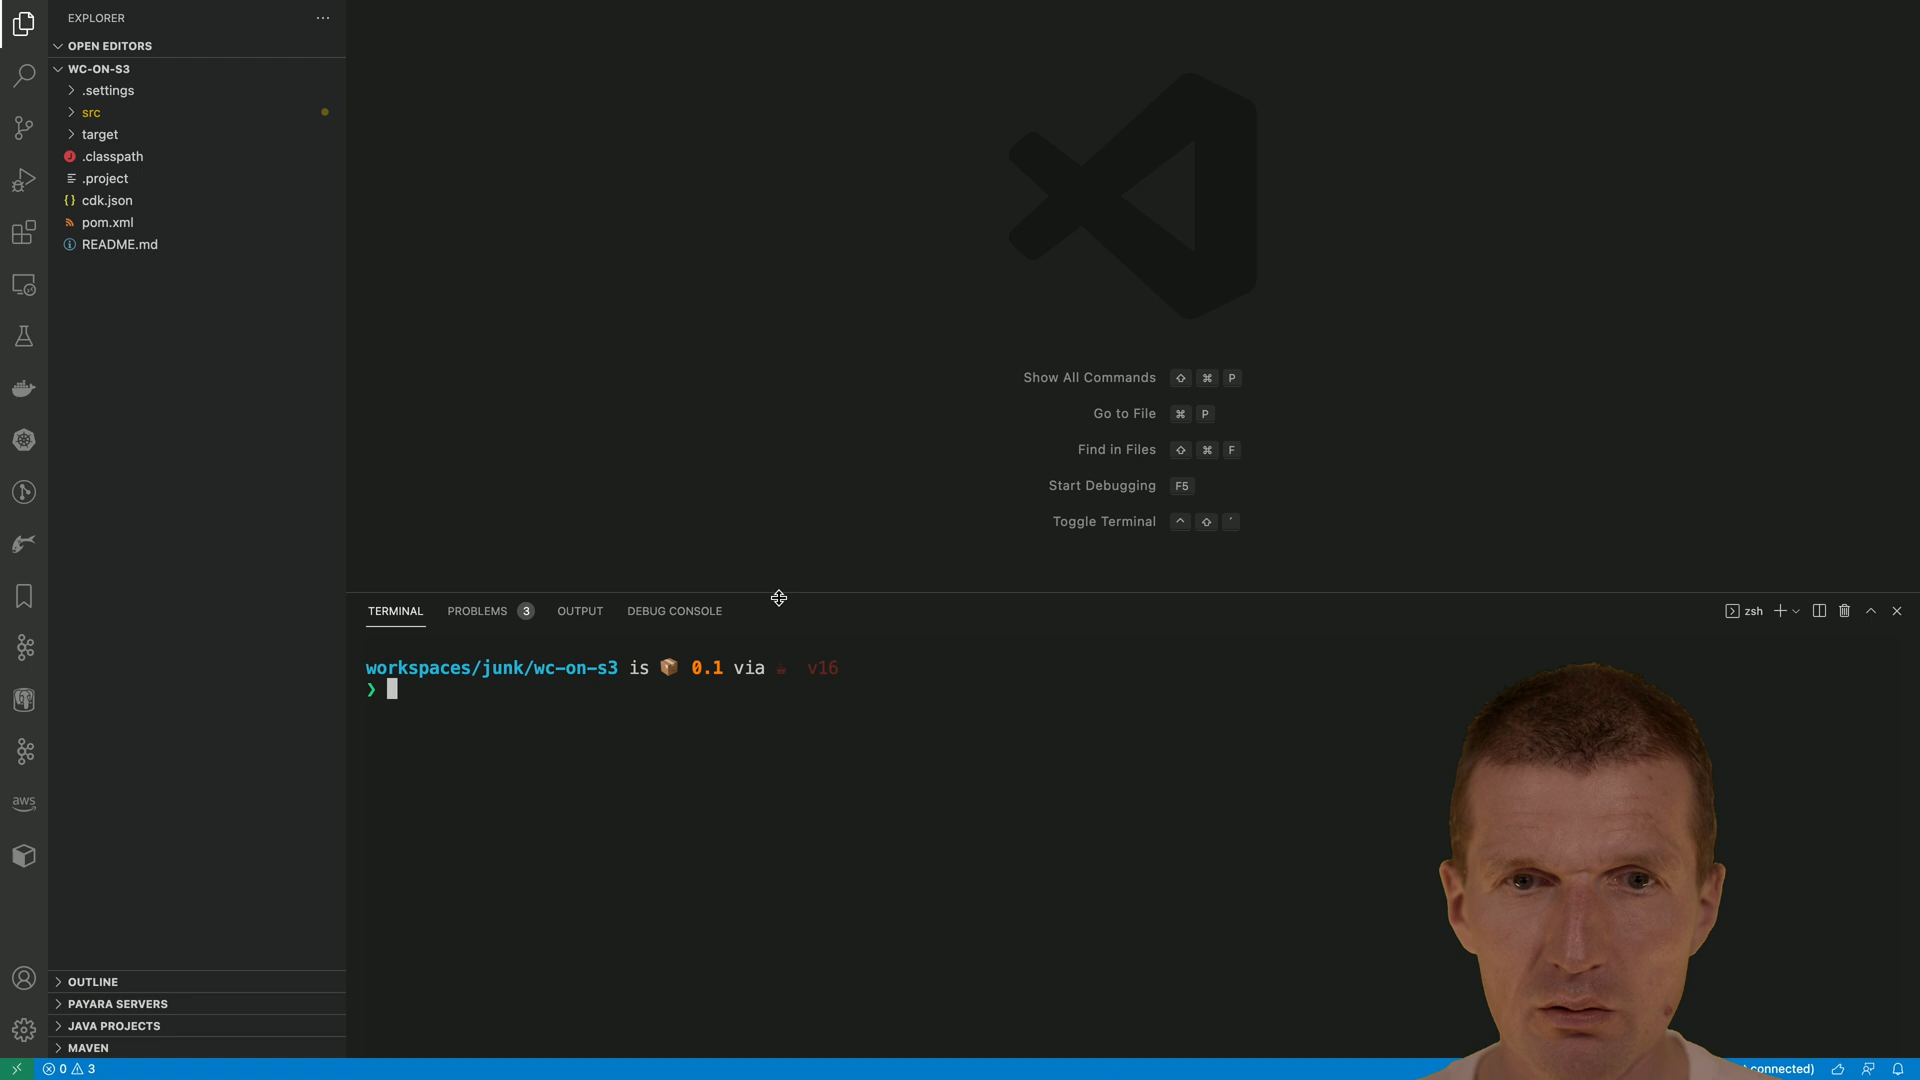 EXPLORER
OPEN EDITORS
WC-ON-S3
.settings
src
target
.classpath
.project
cdk.json
pom.xml
README.md
Show All Commands ⇧ ⌘ P
Go to File ⌘ P
Find in Files ⇧ ⌘ F
Start Debugging F5
Toggle Terminal ^ ⇧ ´
TERMINAL PROBLEMS 3 OUTPUT DEBUG CONSOLE
zsh
workspaces/junk/wc-on-s3 is 📦 0.1 via ☕ v16
❯
aws
OUTLINE
PAYARA SERVERS
JAVA PROJECTS
MAVEN
0 3
connected)